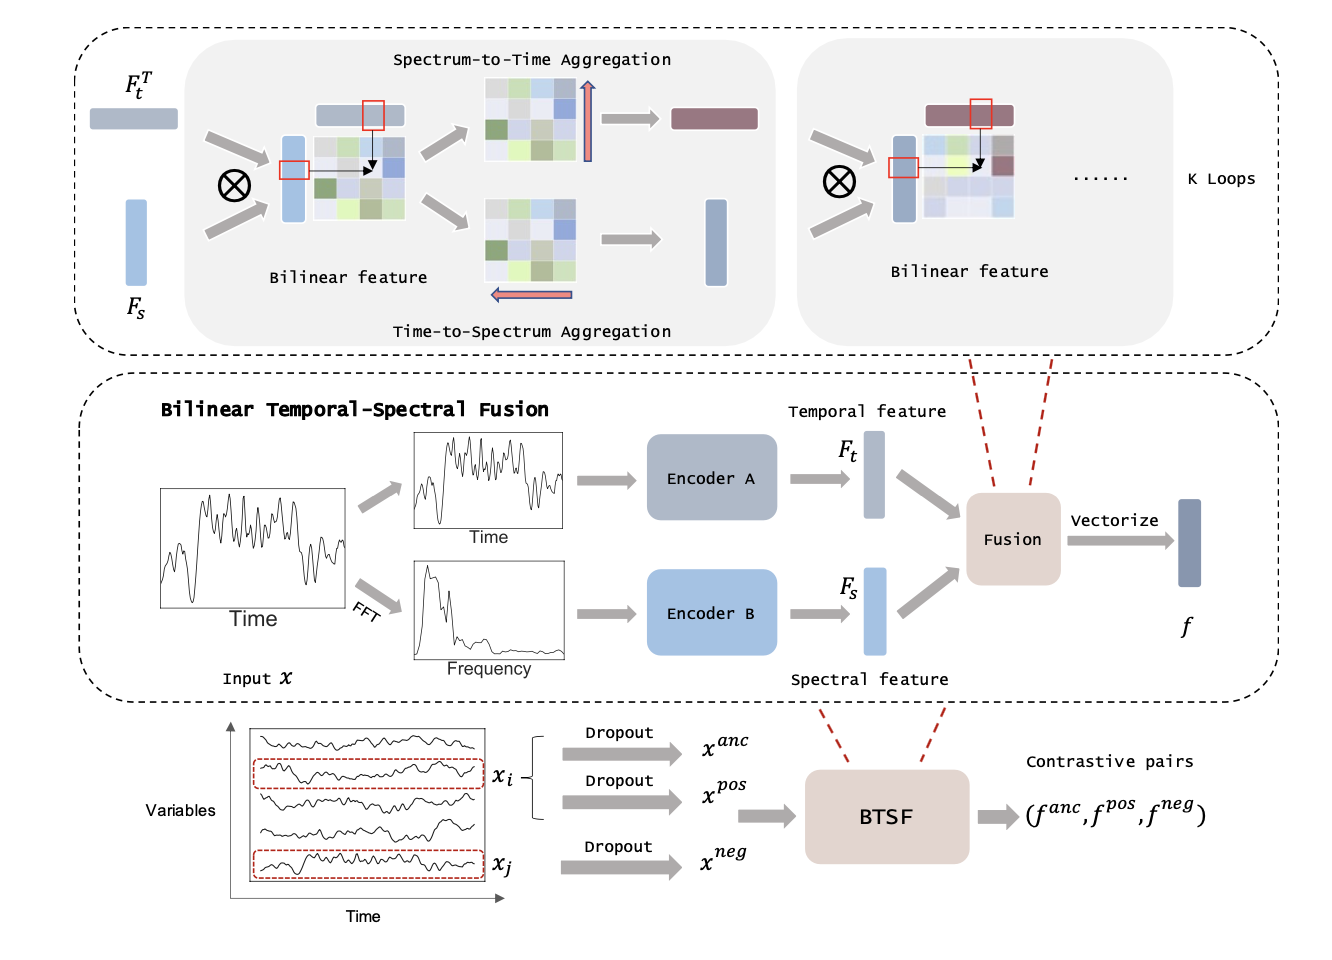 Spectrum-to-Time Aggregation
F_t^T
F_s
Bilinear feature
Time-to-Spectrum Aggregation
Bilinear feature
......
K Loops
Bilinear Temporal-Spectral Fusion
Temporal feature
F_t
Encoder A
Time
Time
FFT
Fusion
Vectorize
F_s
Encoder B
Frequency
f
Input x
Spectral feature
Variables
Time
x_i
x_j
Dropout
x^{anc}
Dropout
x^{pos}
Dropout
x^{neg}
BTSF
Contrastive pairs
(f^{anc}, f^{pos}, f^{neg})